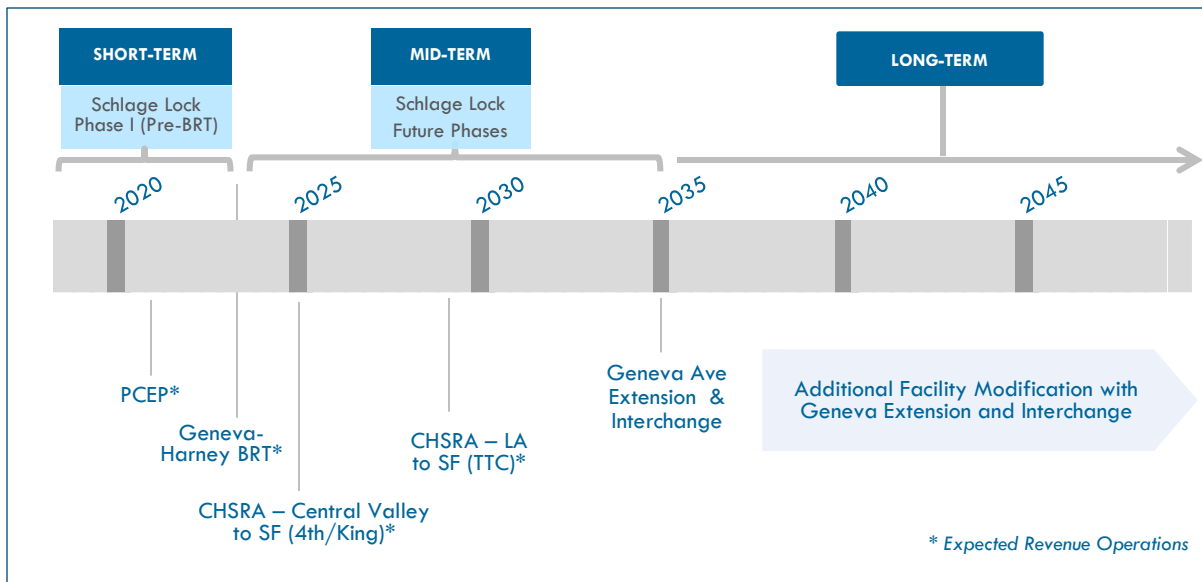 SHORT-TERM
Schlage Lock
Phase I (Pre-BRT)
MID-TERM
Schlage Lock
Future Phases
LONG-TERM
2020
2025
2030
2035
2040
2045
PCEP*
Geneva-
Harney BRT*
CHSRA – Central Valley
to SF (4th/King)*
CHSRA – LA
to SF (TTC)*
Geneva Ave
Extension &
Interchange
Additional Facility Modification with
Geneva Extension and Interchange
* Expected Revenue Operations